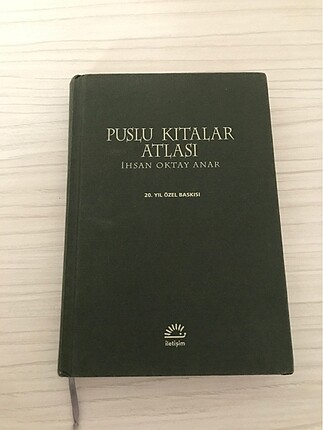 PUSLU KITALAR
ATLASI
İHSAN OKTAY ANAR
20. YIL ÖZEL BASKISI
iletişim